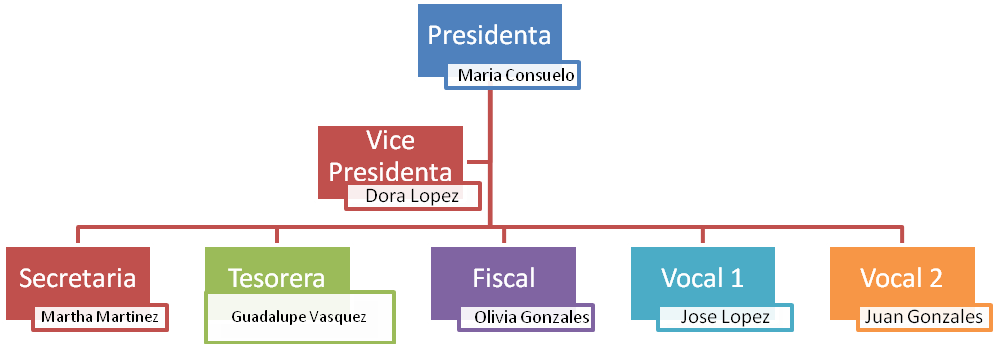 Presidenta
Maria Consuelo
Vice
Presidenta
Dora Lopez
Secretaria
Martha Martinez
Tesorera
Guadalupe Vasquez
Fiscal
Olivia Gonzales
Vocal 1
Jose Lopez
Vocal 2
Juan Gonzales